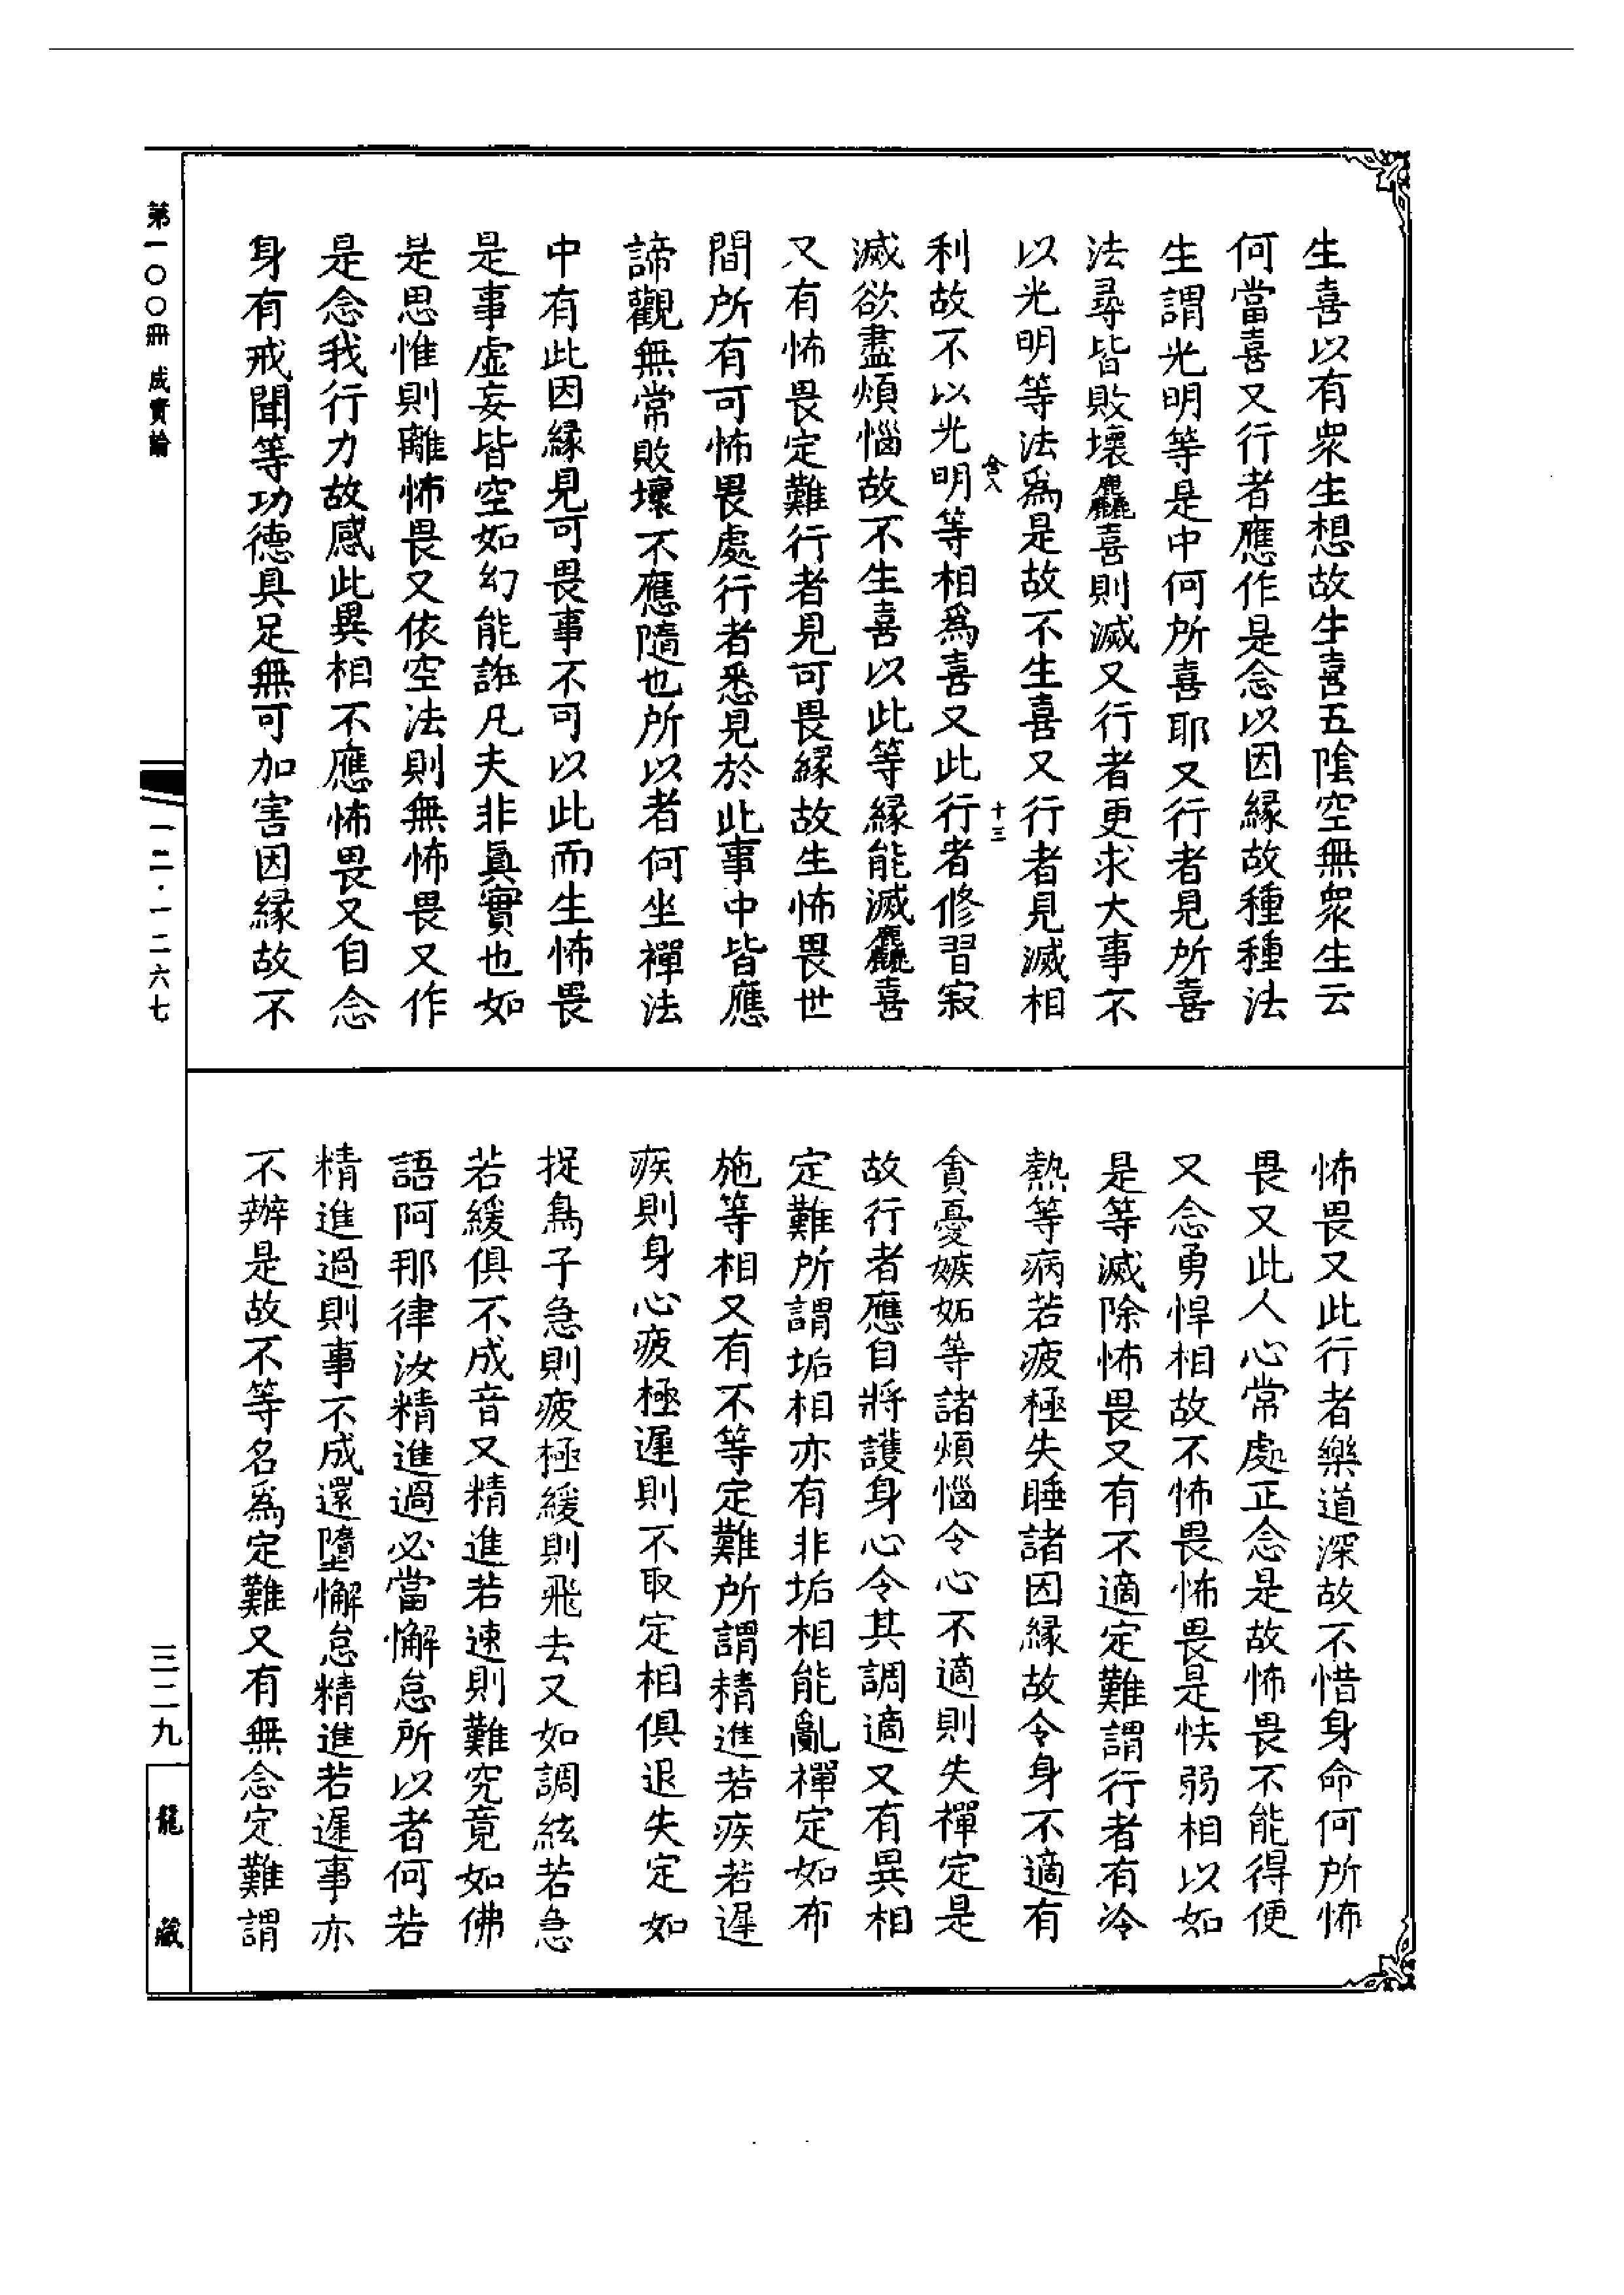 生喜以有衆生想故生喜五陰空無衆生云
何當喜又行者應作是念以因緣故種種法
生謂光明等是中何所喜耶又行者見所喜
法尋皆敗壞麤喜則滅又行者更求大事不
以光明等法爲是故不生喜又行者見滅相
利故不以光明等相爲喜又此行者修習寂
滅欲盡煩惱故不生喜以此等緣能滅麤喜
又有怖畏定難行者見可畏緣故生怖畏世
間所有可怖畏處行者悉見於此事中皆應
諦觀無常敗壞不應隨也所以者何坐禪法
中有此因緣見可畏事不可以此而生怖畏
是事虛妄皆空如幻能誑凡夫非眞實也如
是思惟則離怖畏又依空法則無怖畏又作
是念我行力故感此異相不應怖畏又自念
身有戒聞等功德具足無可加害因緣故不
怖畏又此行者樂道深故不惜身命何所怖
畏又此人心常處正念是故怖畏不能得便
又念勇悍相故不怖畏怖畏是怯弱相以如
是等滅除怖畏又有不適定難謂行者有冷
熱等病若疲極失睡諸因緣故令身不適有
貪憂嫉妬等諸煩惱令心不適則失禪定是
故行者應自將護身心令其調適又有異相
定難所謂垢相亦有非垢相能亂禪定如布
施等相又有不等定難所謂精進若疾若遲
疾則身心疲極遲則不取定相俱退失定如
捉鳥子急則疲極緩則飛去又如調絃若急
若緩俱不成音又精進若速則難究竟如佛
語阿那律汝精進過必當懈怠所以者何若
精進過則事不成還墮懈怠精進若遲事亦
不辦是故不等名爲定難又有無念定難謂
第一〇〇冊 成實論
一二·一二六七
三二九
龍藏
十三